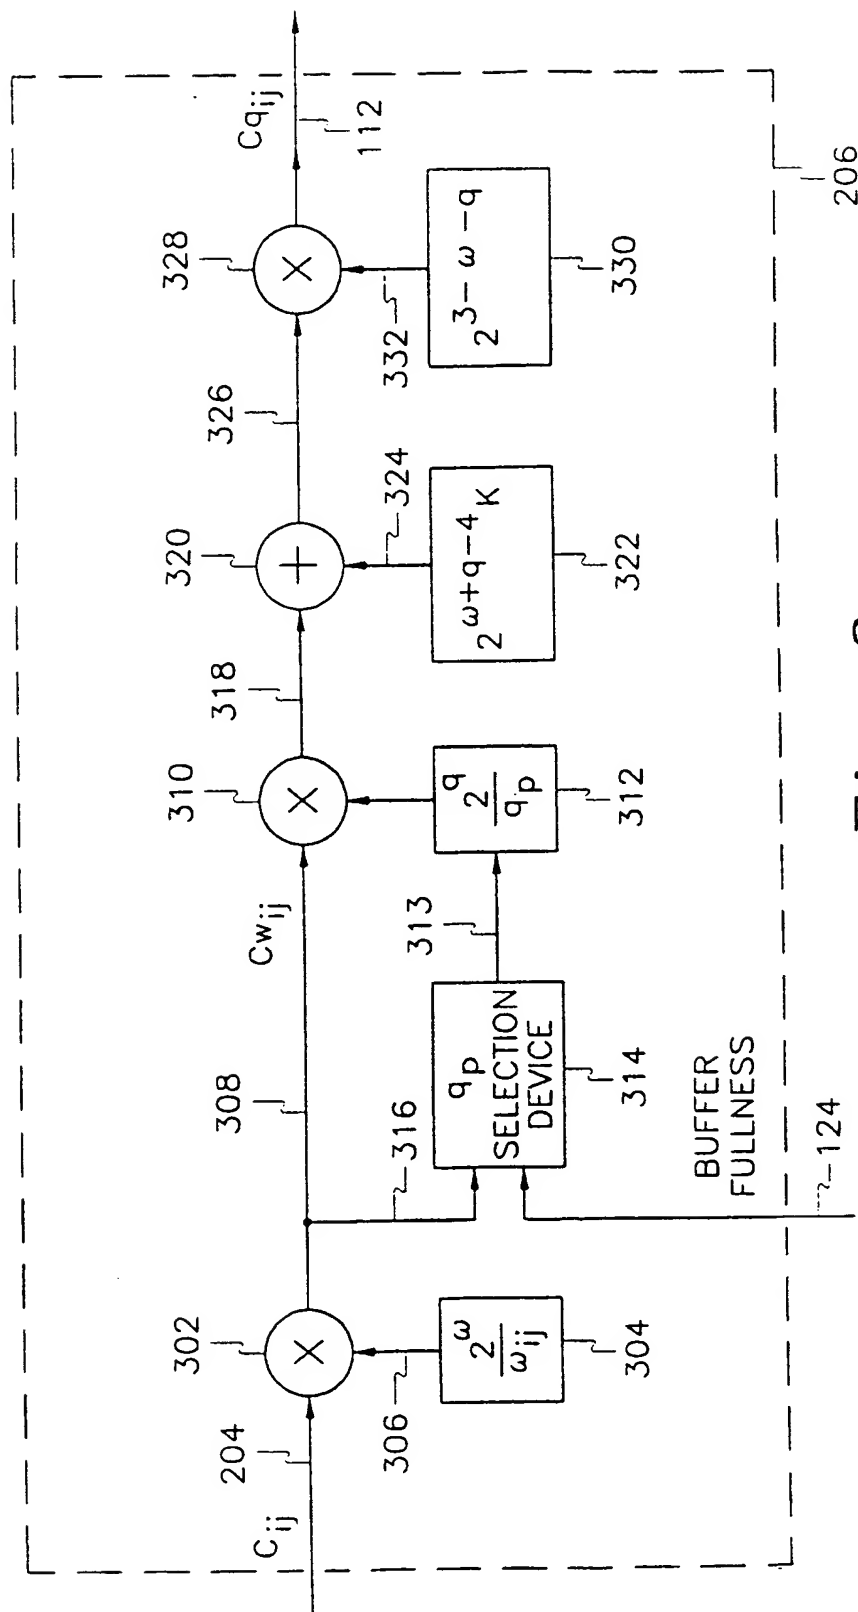 C_ij
204
302
306
2^ω / ω_ij
304
308
Cw_ij
316
q_p
SELECTION
DEVICE
314
BUFFER
FULLNESS
124
313
310
2^q / q_p
312
318
320
324
2^ω+q−4 K
322
326
328
332
2^3−ω−q
330
Cq_ij
112
206